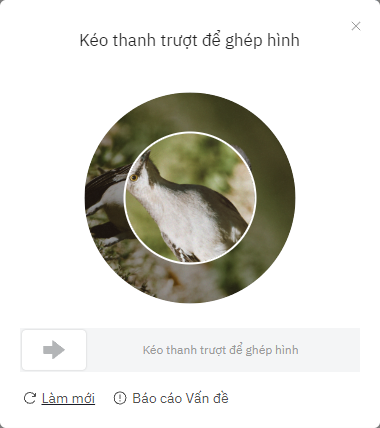 Kéo thanh trượt để ghép hình
Kéo thanh trượt để ghép hình
Làm mới
Báo cáo Vấn đề